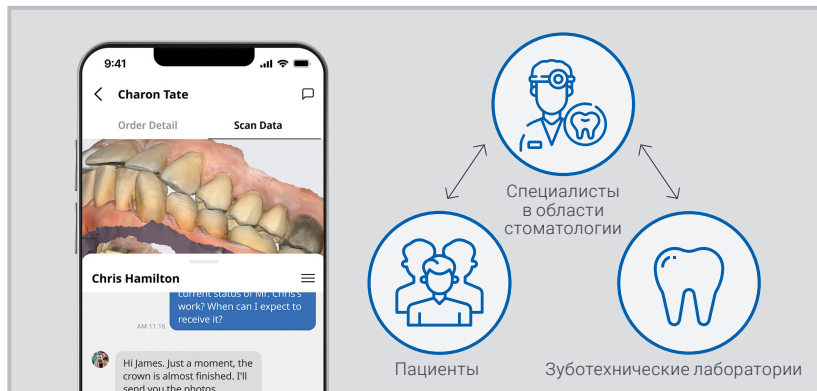 9:41
Charon Tate
Order Detail
Scan Data
Chris Hamilton
current status of Mr. Chris's
work? When can I expect to
receive it?
AM 11:16
Hi James. Just a moment, the
crown is almost finished. I'll
send you the photos
Специалисты
в области
стоматологии
Пациенты
Зуботехнические лаборатории